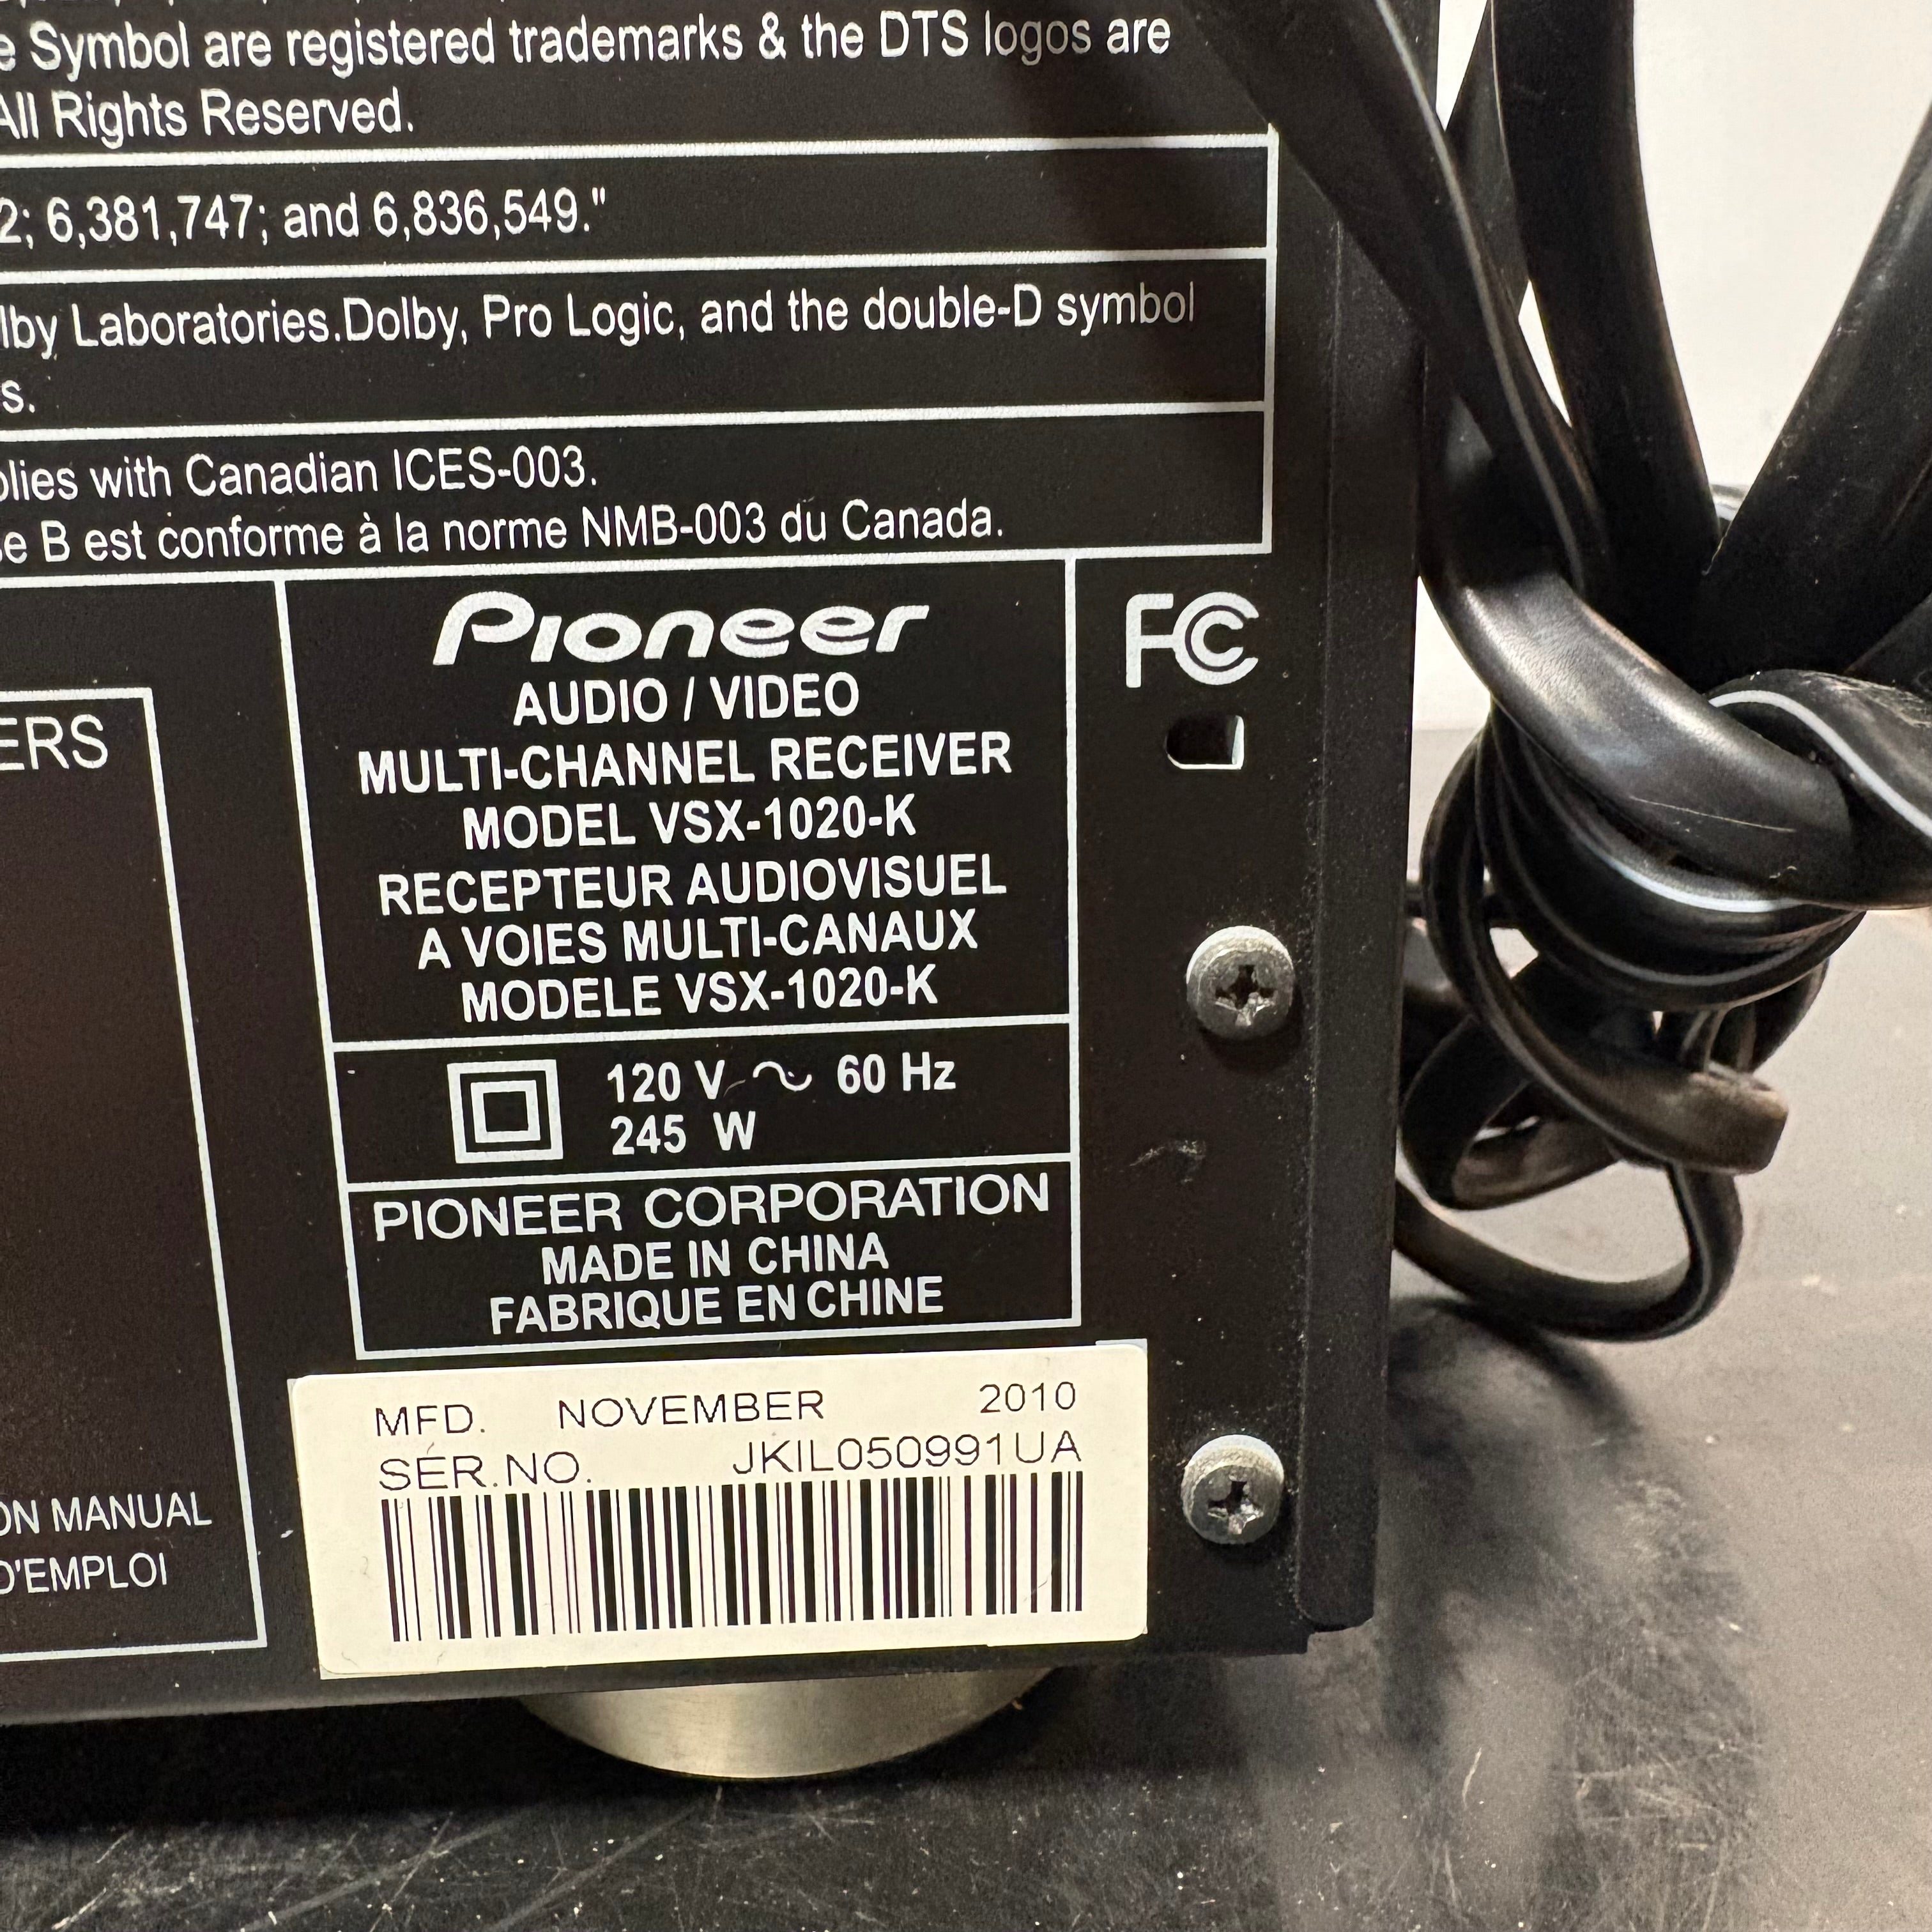 e Symbol are registered trademarks & the DTS logos are
All Rights Reserved.
2; 6,381,747; and 6,836,549."
lby Laboratories.Dolby, Pro Logic, and the double-D symbol
s.
plies with Canadian ICES-003.
se B est conforme à la norme NMB-003 du Canada.
Pioneer
FC
AUDIO / VIDEO
MULTI-CHANNEL RECEIVER
MODEL VSX-1020-K
RECEPTEUR AUDIOVISUEL
A VOIES MULTI-CANAUX
MODELE VSX-1020-K
120 V ~ 60 Hz
245 W
PIONEER CORPORATION
MADE IN CHINA
FABRIQUE EN CHINE
ERS
ON MANUAL
D'EMPLOI
MFD. NOVEMBER 2010
SER.NO. JKIL050991UA